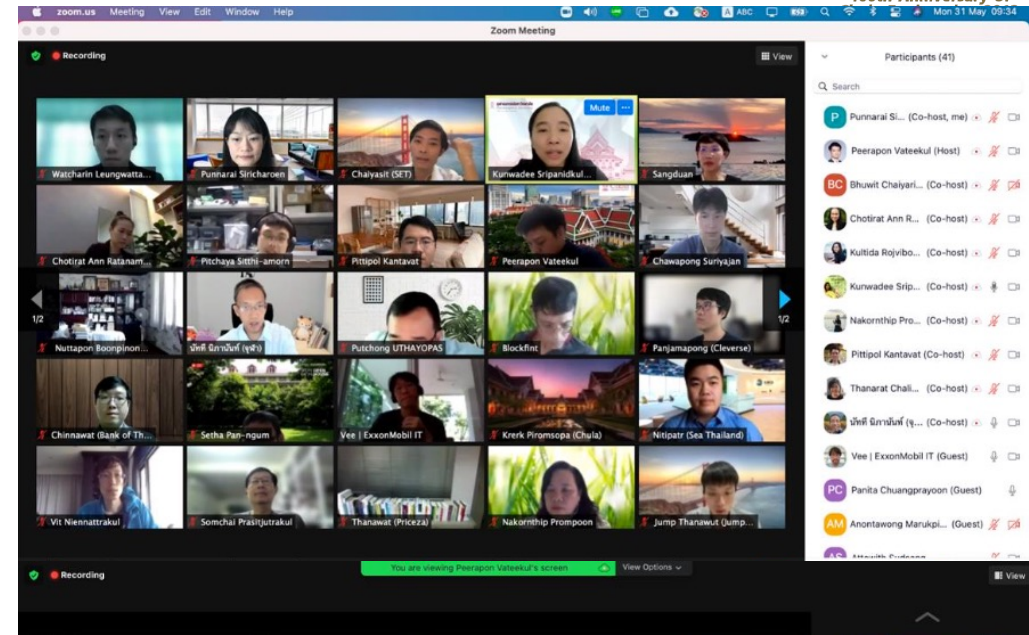 zoom.us Meeting View Edit Window Help
ABC
Mon 31 May 09:34
Zoom Meeting
Recording
View
Participants (41)
Search
Mute
Watcharin Leungwatta...
Punnarai Siricharoen
Chaiyasit (SET)
Kunwadee Sripanidkul...
Sangduan
Chotirat Ann Ratanam...
Pitchaya Sitthi-amorn
Pittipol Kantavat
Peerapon Vateekul
Chawapong Suriyajan
1/2
1/2
Nuttapon Boonpinon...
นัทที นิภานันท์ (จุฬา)
Putchong UTHAYOPAS
Blockfint
Panjamapong (Cleverse)
Chinnawat (Bank of Th...
Setha Pan-ngum
Vee | ExxonMobil IT
Krerk Piromsopa (Chula)
Nitipatr (Sea Thailand)
Vit Niennattrakul
Somchai Prasitjutrakul
Thanawat (Priceza)
Nakornthip Prompoon
Jump Thanawut (Jump...
P Punnarai Si... (Co-host, me)
Peerapon Vateekul (Host)
BC Bhuwit Chaiyari... (Co-host)
Chotirat Ann R... (Co-host)
Kultida Rojvibo... (Co-host)
Kunwadee Srip... (Co-host)
Nakornthip Pro... (Co-host)
Pittipol Kantavat (Co-host)
Thanarat Chali... (Co-host)
นัทที นิภานันท์ (จุ... (Co-host)
Vee | ExxonMobil IT (Guest)
PC Panita Chuangprayoon (Guest)
AM Anontawong Marukpi... (Guest)
Recording
You are viewing Peerapon Vateekul's screen
View Options
View